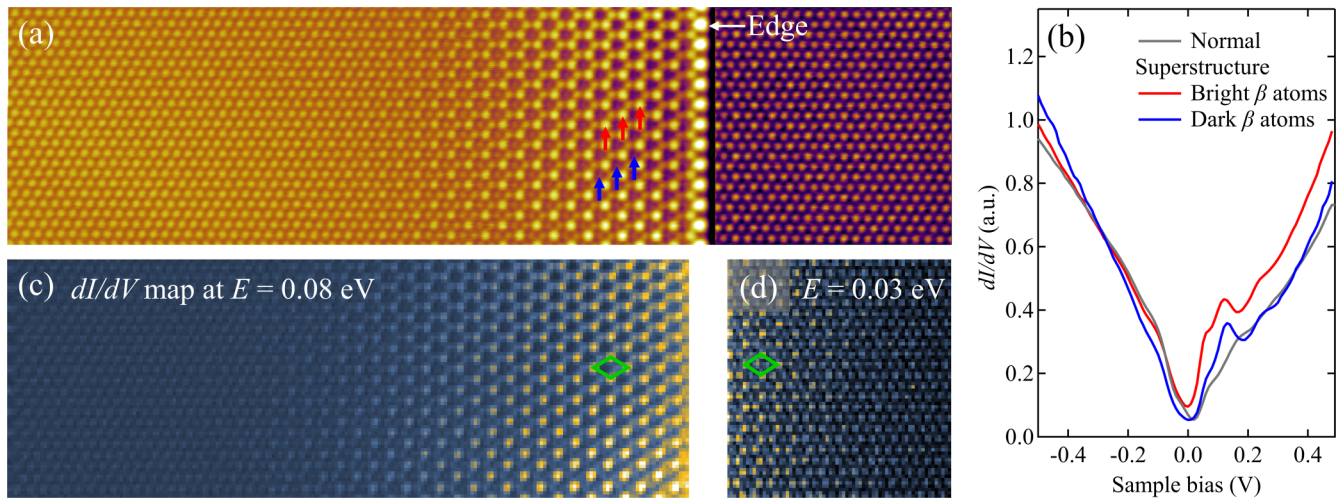 (a)
Edge
(b)
Normal
Superstructure
Bright β atoms
Dark β atoms
1.2
1.0
0.8
0.6
0.4
0.2
0.0
dI/dV (a.u.)
-0.4
-0.2
0.0
0.2
0.4
Sample bias (V)
(c) dI/dV map at E = 0.08 eV
(d) E = 0.03 eV